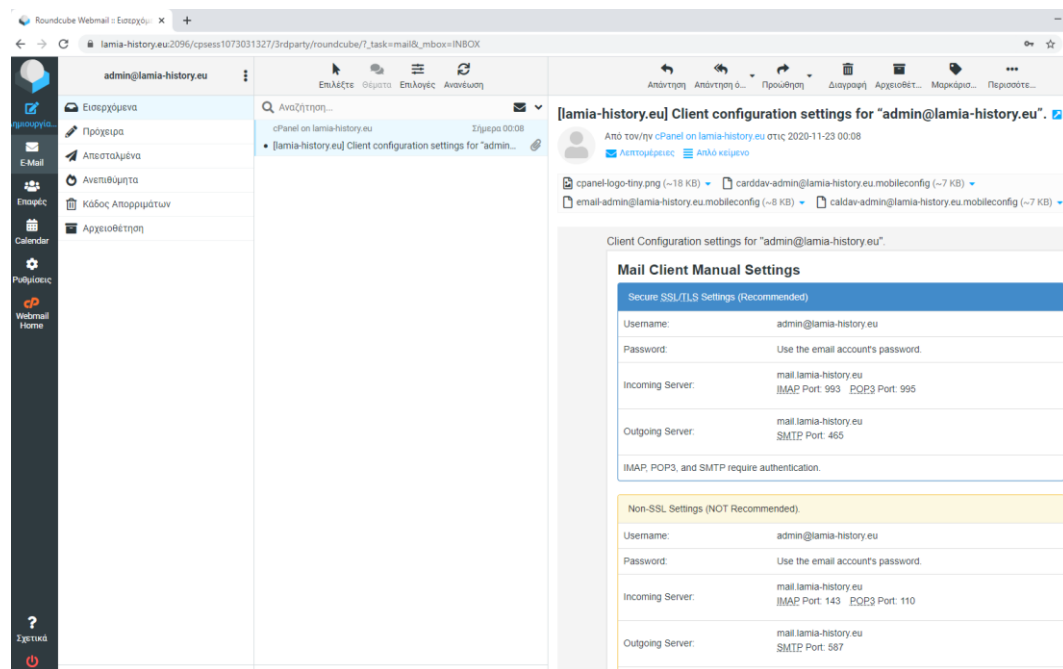 Roundcube Webmail :: Εισερχόμε
lamia-history.eu:2096/cpsess1073031327/3rdparty/roundcube/?_task=mail&_mbox=INBOX
admin@lamia-history.eu
Επιλέξτε Θέματα Επιλογές Ανανέωση
Απάντηση Απάντηση ό... Προώθηση Διαγραφή Αρχειοθέτ... Μαρκάρισ... Περισσότε...
ημιουργία...
E-Mail
Επαφές
Calendar
Ρυθμίσεις
cP
Webmail
Home
?
Σχετικά
Εισερχόμενα
Πρόχειρα
Απεσταλμένα
Ανεπιθύμητα
Κάδος Απορριμάτων
Αρχειοθέτηση
Αναζήτηση...
cPanel on lamia-history.eu Σήμερα 00:08
• [lamia-history.eu] Client configuration settings for "admin...
[lamia-history.eu] Client configuration settings for “admin@lamia-history.eu”.
Από τον/ην cPanel on lamia-history.eu στις 2020-11-23 00:08
Λεπτομέρειες Απλό κείμενο
cpanel-logo-tiny.png (~18 KB) carddav-admin@lamia-history.eu.mobileconfig (~7 KB)
email-admin@lamia-history.eu.mobileconfig (~8 KB) caldav-admin@lamia-history.eu.mobileconfig (~7 KB)
Client Configuration settings for "admin@lamia-history.eu".
Mail Client Manual Settings
Secure SSL/TLS Settings (Recommended)
Username: admin@lamia-history.eu
Password: Use the email account's password.
Incoming Server: mail.lamia-history.eu
IMAP Port: 993 POP3 Port: 995
Outgoing Server: mail.lamia-history.eu
SMTP Port: 465
IMAP, POP3, and SMTP require authentication.
Non-SSL Settings (NOT Recommended).
Username: admin@lamia-history.eu
Password: Use the email account's password.
Incoming Server: mail.lamia-history.eu
IMAP Port: 143 POP3 Port: 110
Outgoing Server: mail.lamia-history.eu
SMTP Port: 587